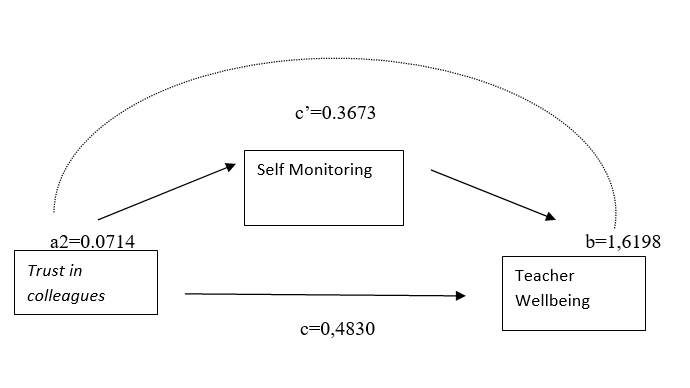 c’=0.3673
Self Monitoring
a2=0.0714
b=1,6198
Trust in
colleagues
Teacher
Wellbeing
c=0,4830